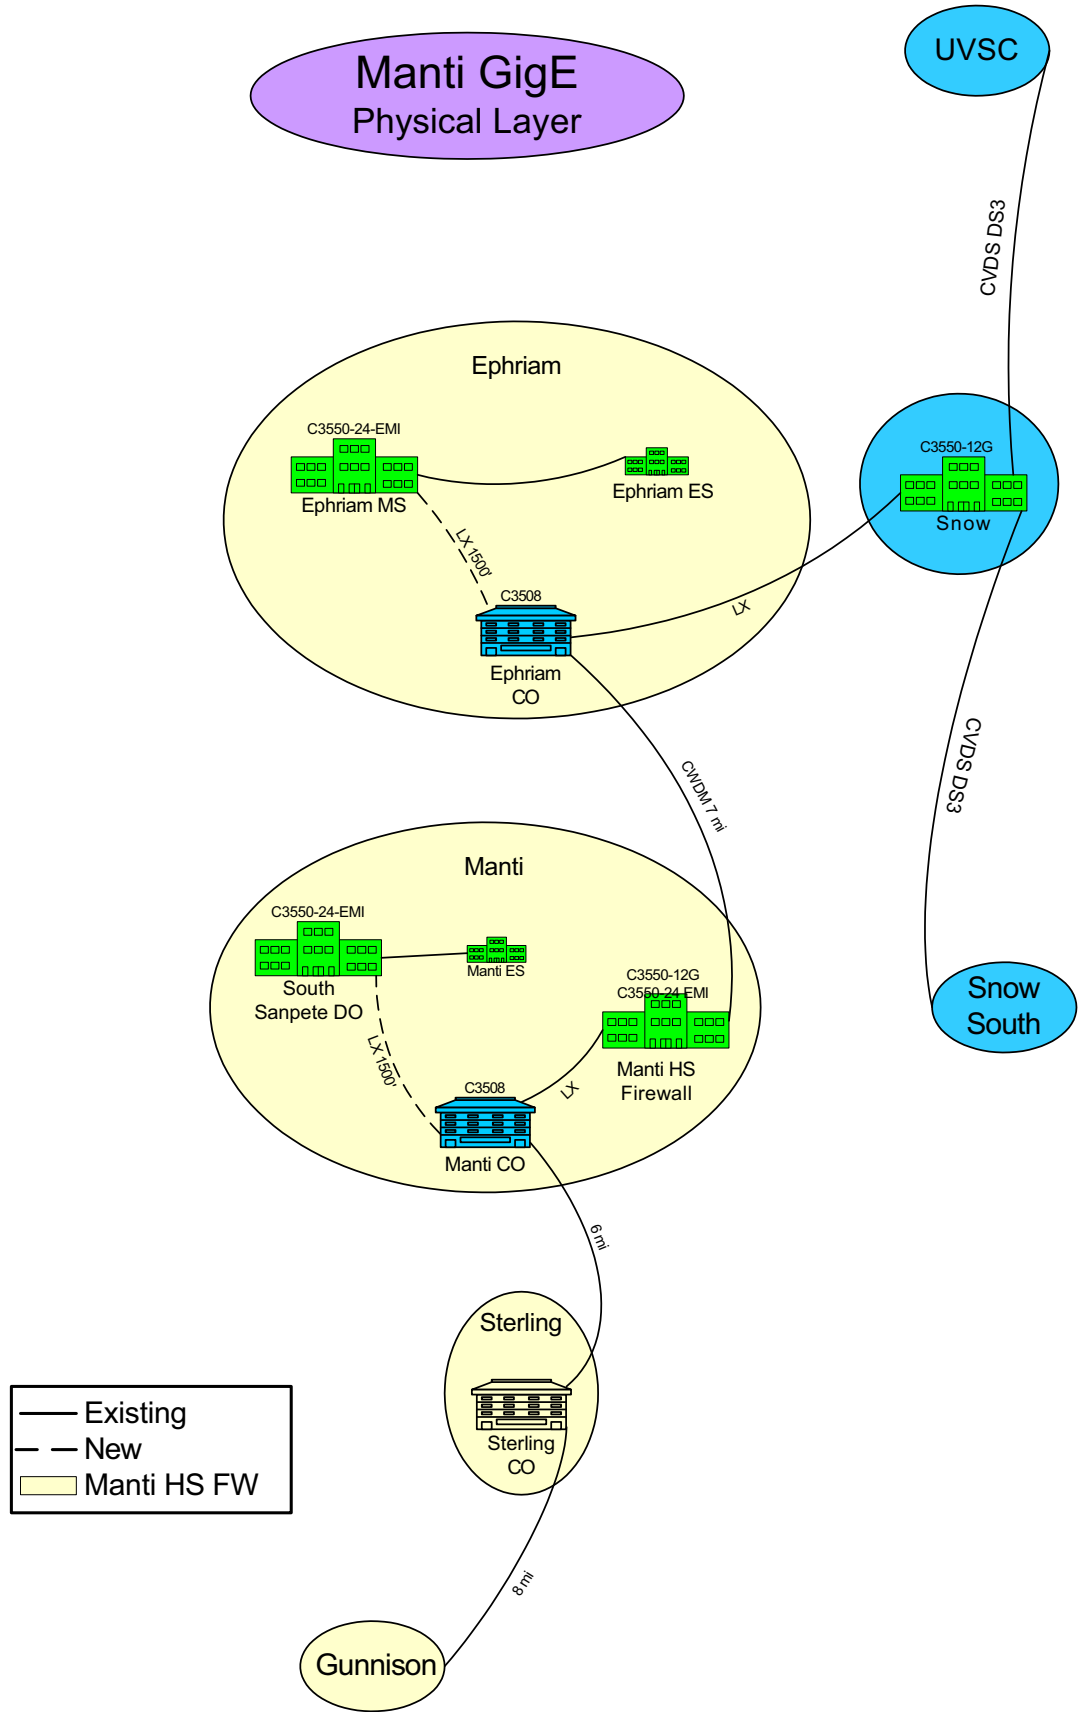 Manti GigE
Physical Layer
UVSC
CVDS DS3
Ephriam
C3550-24-EMI
Ephriam MS
Ephriam ES
C3550-12G
Snow
LX 1500'
C3508
Ephriam
CO
LX
CWDM 7 mi
CVDS DS3
Manti
C3550-24-EMI
South
Sanpete DO
Manti ES
C3550-12G
C3550-24 EMI
Manti HS
Firewall
LX 1500'
C3508
Manti CO
LX
Snow
South
6 mi
Sterling
Sterling
CO
Existing
New
Manti HS FW
8 mi
Gunnison